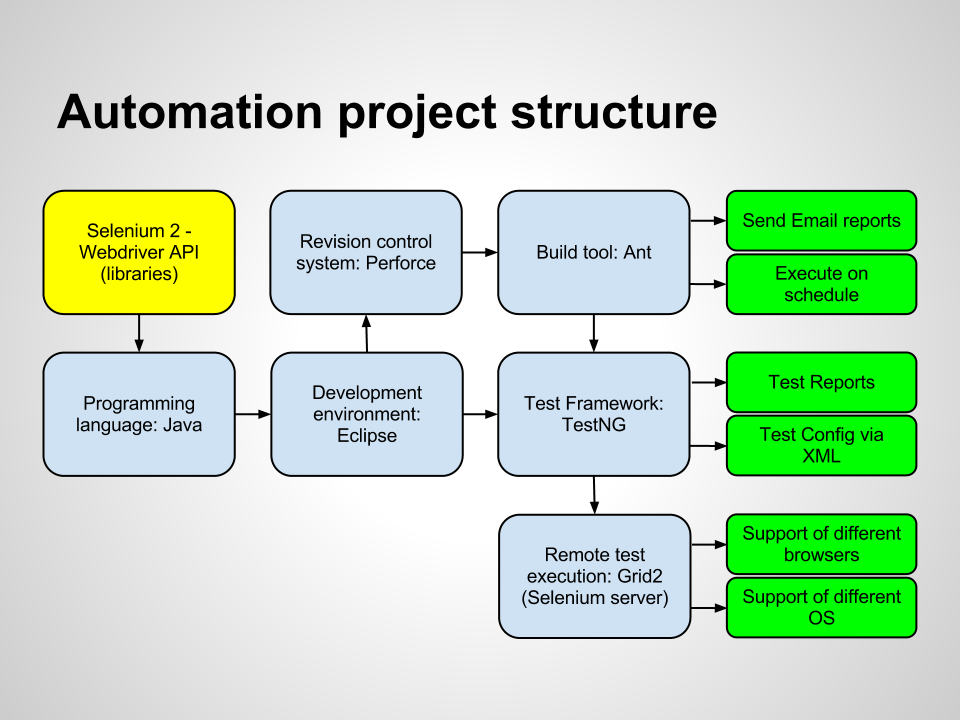 Automation project structure
Selenium 2 -
Webdriver API
(libraries)
Revision control
system: Perforce
Build tool: Ant
Send Email reports
Execute on
schedule
Programming
language: Java
Development
environment:
Eclipse
Test Framework:
TestNG
Test Reports
Test Config via
XML
Remote test
execution: Grid2
(Selenium server)
Support of different
browsers
Support of different
OS